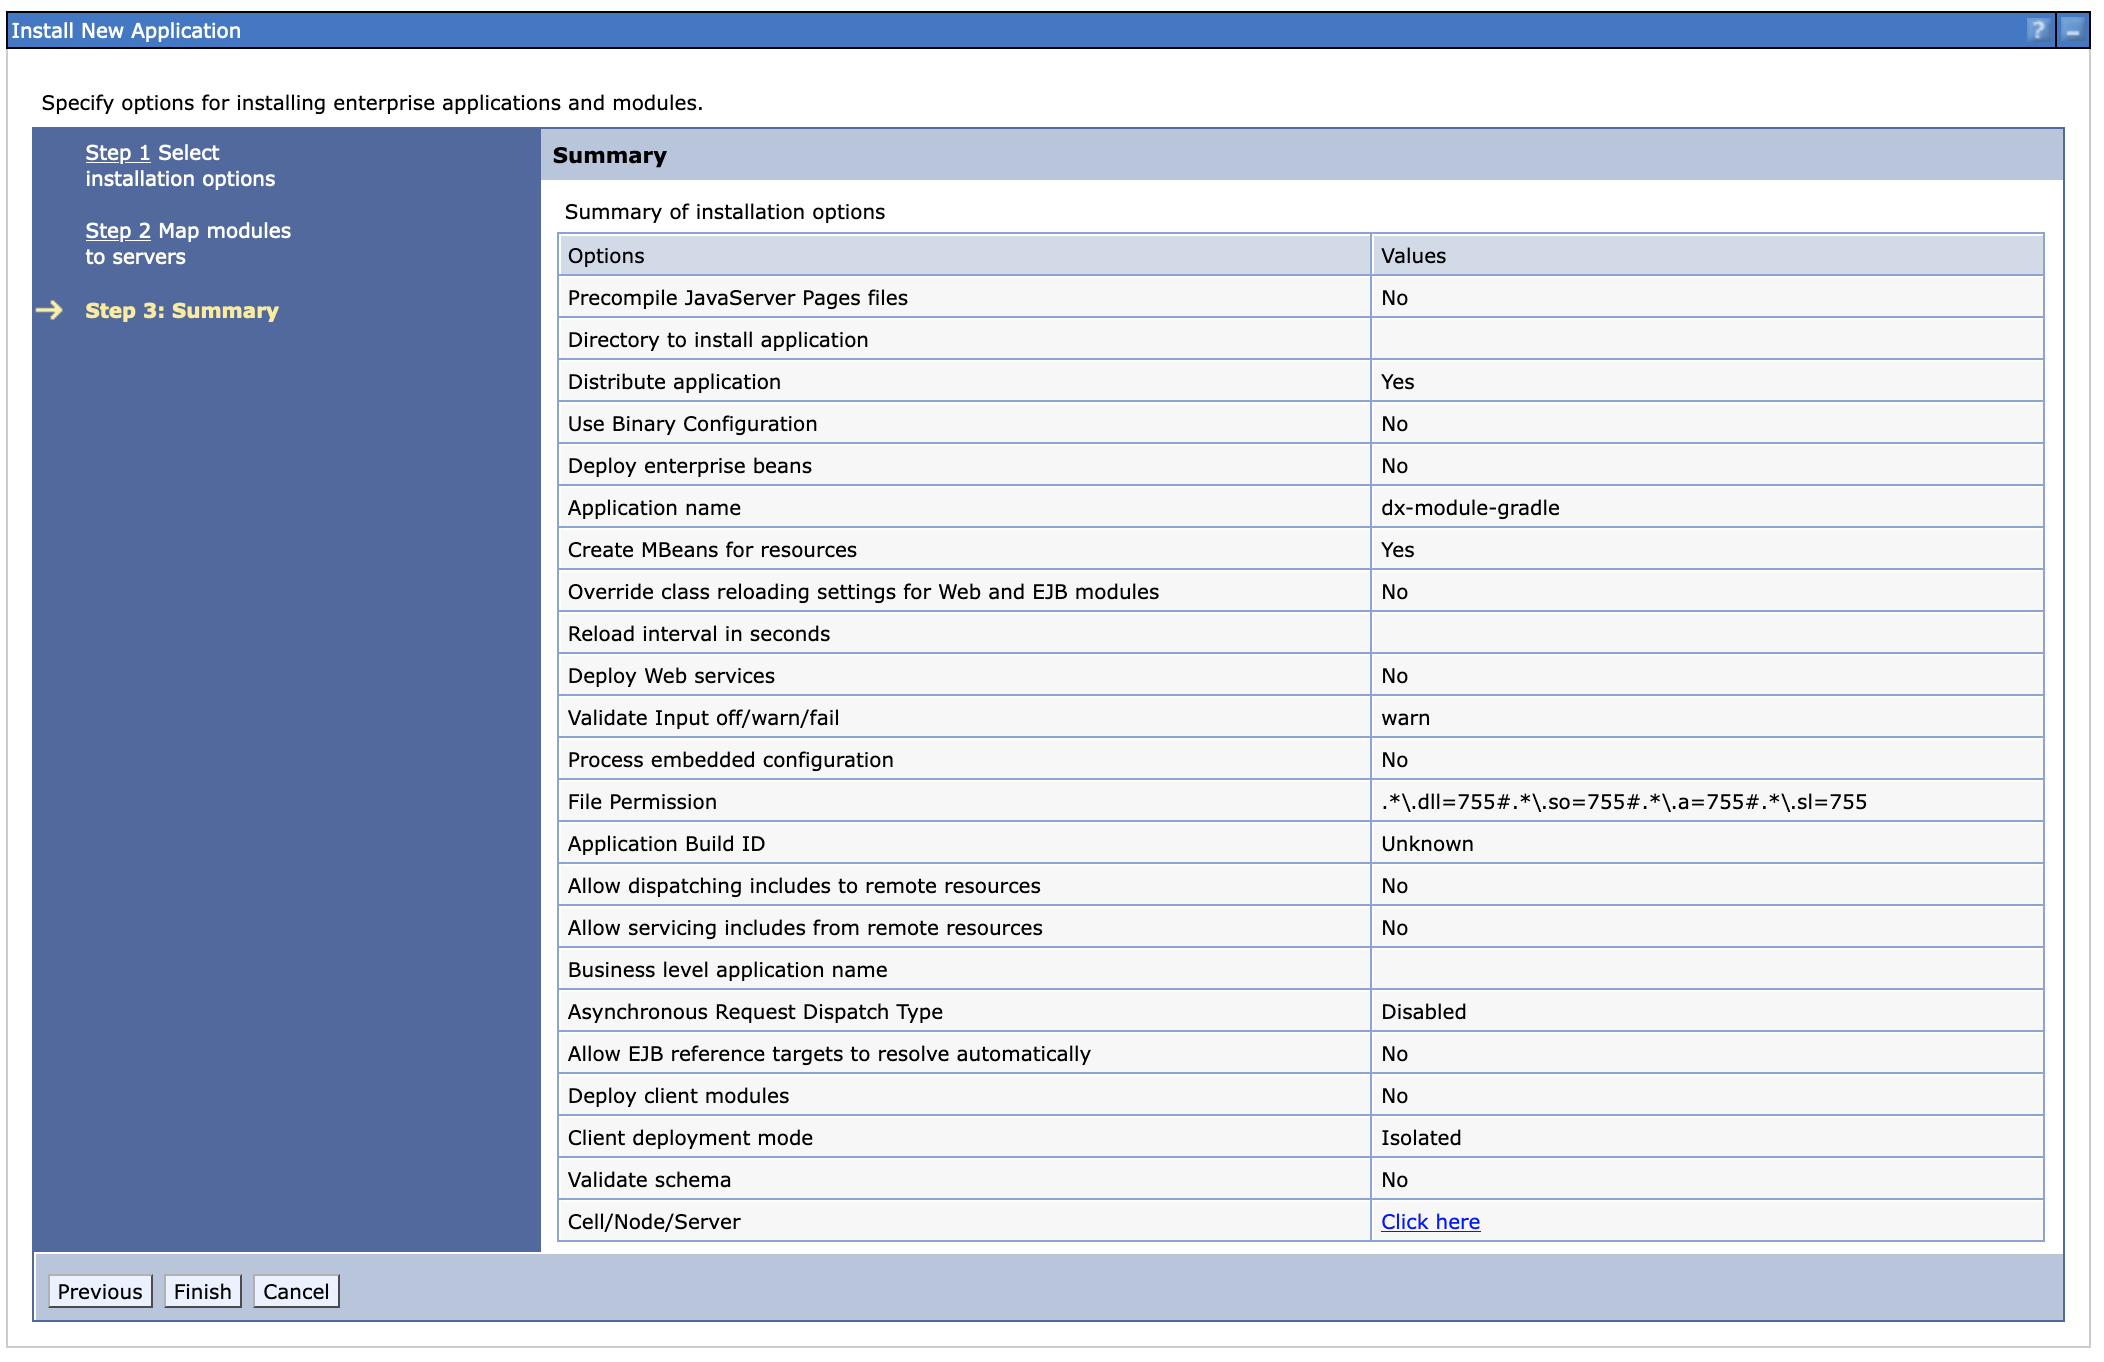 Install New Application
?
Specify options for installing enterprise applications and modules.
Step 1 Select
installation options
Step 2 Map modules
to servers
Step 3: Summary
Summary
Summary of installation options
Options Values
Precompile JavaServer Pages files No
Directory to install application
Distribute application Yes
Use Binary Configuration No
Deploy enterprise beans No
Application name dx-module-gradle
Create MBeans for resources Yes
Override class reloading settings for Web and EJB modules No
Reload interval in seconds
Deploy Web services No
Validate Input off/warn/fail warn
Process embedded configuration No
File Permission .*\.dll=755#.*\.so=755#.*\.a=755#.*\.sl=755
Application Build ID Unknown
Allow dispatching includes to remote resources No
Allow servicing includes from remote resources No
Business level application name
Asynchronous Request Dispatch Type Disabled
Allow EJB reference targets to resolve automatically No
Deploy client modules No
Client deployment mode Isolated
Validate schema No
Cell/Node/Server Click here
Previous Finish Cancel